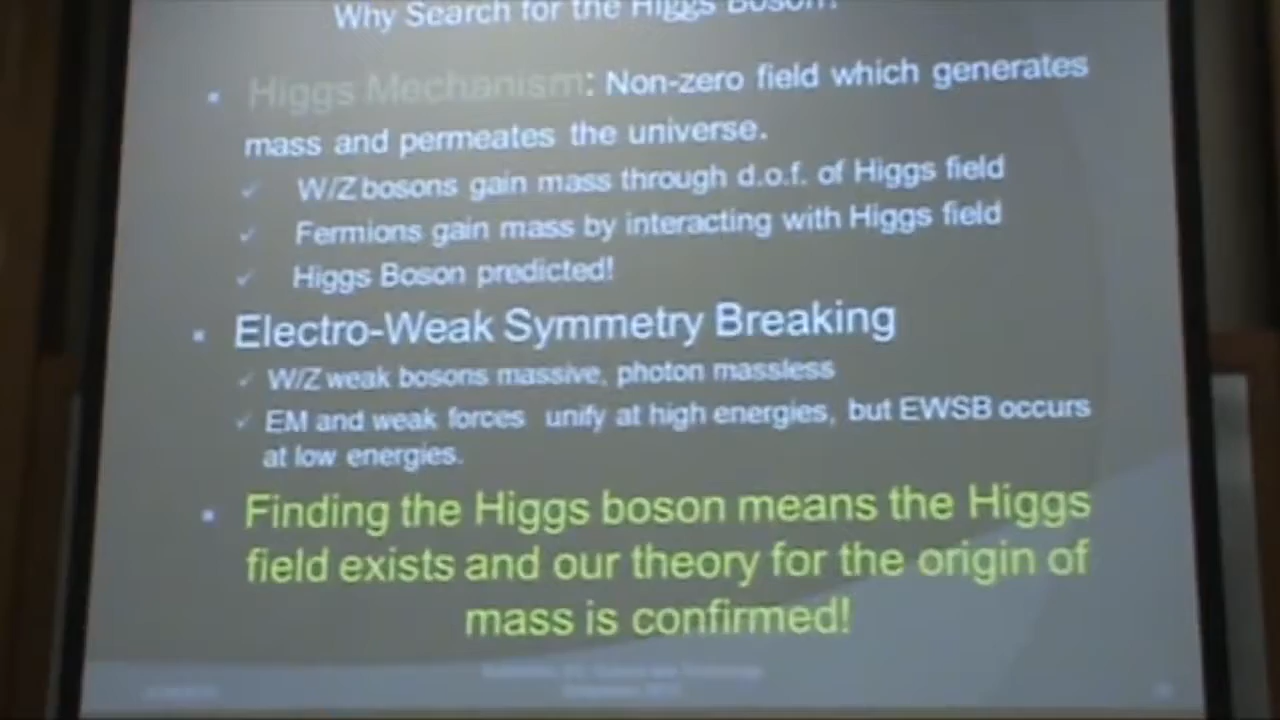 Why Search for the Higgs Boson?
Higgs Mechanism: Non-zero field which generates
mass and permeates the universe.
W/Z bosons gain mass through d.o.f. of Higgs field
Fermions gain mass by interacting with Higgs field
Higgs Boson predicted!
Electro-Weak Symmetry Breaking
W/Z weak bosons massive, photon massless
EM and weak forces unify at high energies, but EWSB occurs
at low energies.
Finding the Higgs boson means the Higgs
field exists and our theory for the origin of
mass is confirmed!